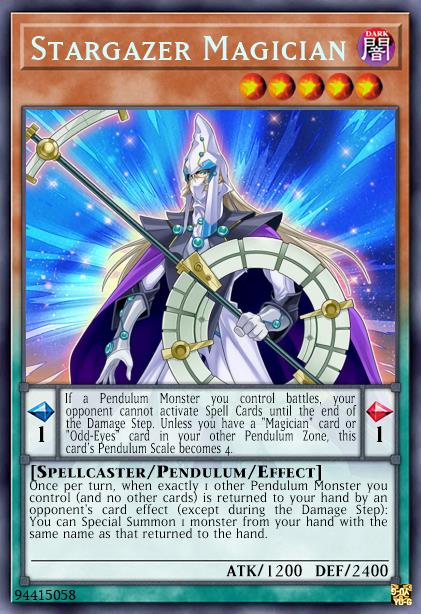 Stargazer Magician
DARK
闇
If a Pendulum Monster you control battles, your
opponent cannot activate Spell Cards until the end of
the Damage Step. Unless you have a "Magician" card or
"Odd-Eyes" card in your other Pendulum Zone, this
card's Pendulum Scale becomes 4.
1
1
[Spellcaster/Pendulum/Effect]
Once per turn, when exactly 1 other Pendulum Monster you
control (and no other cards) is returned to your hand by an
opponent's card effect (except during the Damage Step):
You can Special Summon 1 monster from your hand with the
same name as that returned to the hand.
ATK/1200 DEF/2400
94415058